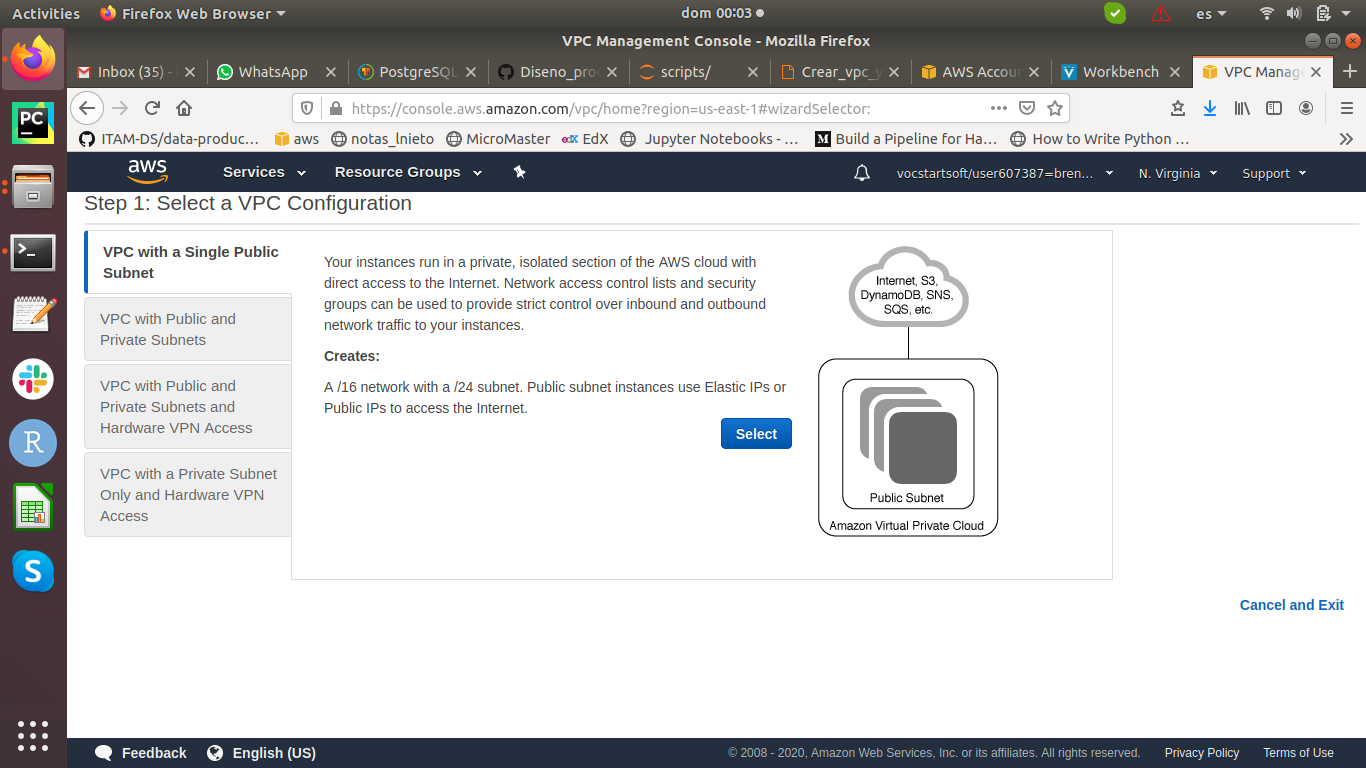 Activities
Firefox Web Browser
dom 00:03
es
VPC Management Console - Mozilla Firefox
Inbox (35) -
WhatsApp
PostgreSQL
Diseno_pro
scripts/
Crear_vpc_y
AWS Accou
Workbench
VPC Manag
https://console.aws.amazon.com/vpc/home?region=us-east-1#wizardSelector:
ITAM-DS/data-produc…
aws
notas_lnieto
MicroMaster
edX
EdX
Jupyter Notebooks - …
M
Build a Pipeline for Ha…
How to Write Python …
aws
Services
Resource Groups
vocstartsoft/user607387=bren...
N. Virginia
Support
Step 1: Select a VPC Configuration
VPC with a Single Public
Subnet
VPC with Public and
Private Subnets
VPC with Public and
Private Subnets and
Hardware VPN Access
VPC with a Private Subnet
Only and Hardware VPN
Access
Your instances run in a private, isolated section of the AWS cloud with
direct access to the Internet. Network access control lists and security
groups can be used to provide strict control over inbound and outbound
network traffic to your instances.
Creates:
A /16 network with a /24 subnet. Public subnet instances use Elastic IPs or
Public IPs to access the Internet.
Select
Internet, S3,
DynamoDB, SNS,
SQS, etc.
Public Subnet
Amazon Virtual Private Cloud
Cancel and Exit
PC
R
S
Feedback
English (US)
© 2008 - 2020, Amazon Web Services, Inc. or its affiliates. All rights reserved.
Privacy Policy
Terms of Use